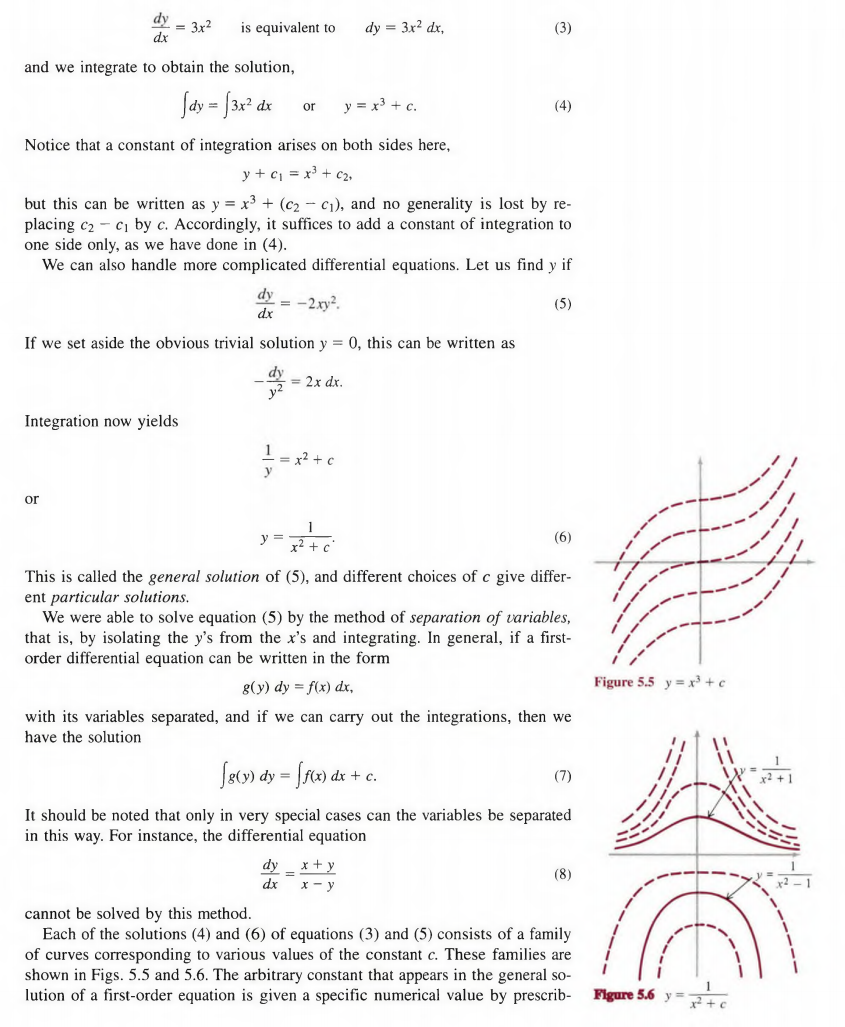 dy/dx = 3x² is equivalent to dy = 3x² dx, (3)
and we integrate to obtain the solution,
∫dy = ∫3x² dx or y = x³ + c. (4)
Notice that a constant of integration arises on both sides here,
y + c₁ = x³ + c₂,
but this can be written as y = x³ + (c₂ − c₁), and no generality is lost by re-
placing c₂ − c₁ by c. Accordingly, it suffices to add a constant of integration to
one side only, as we have done in (4).
We can also handle more complicated differential equations. Let us find y if
dy/dx = −2xy². (5)
If we set aside the obvious trivial solution y = 0, this can be written as
−dy/y² = 2x dx.
Integration now yields
1/y = x² + c
or
y = 1/(x² + c). (6)
This is called the general solution of (5), and different choices of c give differ-
ent particular solutions.
We were able to solve equation (5) by the method of separation of variables,
that is, by isolating the y's from the x's and integrating. In general, if a first-
order differential equation can be written in the form
g(y) dy = f(x) dx,
with its variables separated, and if we can carry out the integrations, then we
have the solution
∫g(y) dy = ∫f(x) dx + c. (7)
It should be noted that only in very special cases can the variables be separated
in this way. For instance, the differential equation
dy/dx = (x + y)/(x − y) (8)
cannot be solved by this method.
Each of the solutions (4) and (6) of equations (3) and (5) consists of a family
of curves corresponding to various values of the constant c. These families are
shown in Figs. 5.5 and 5.6. The arbitrary constant that appears in the general so-
lution of a first-order equation is given a specific numerical value by prescrib-
Figure 5.5 y = x³ + c
y = 1/(x² + 1)
y = 1/(x² − 1)
Figure 5.6 y = 1/(x² + c)